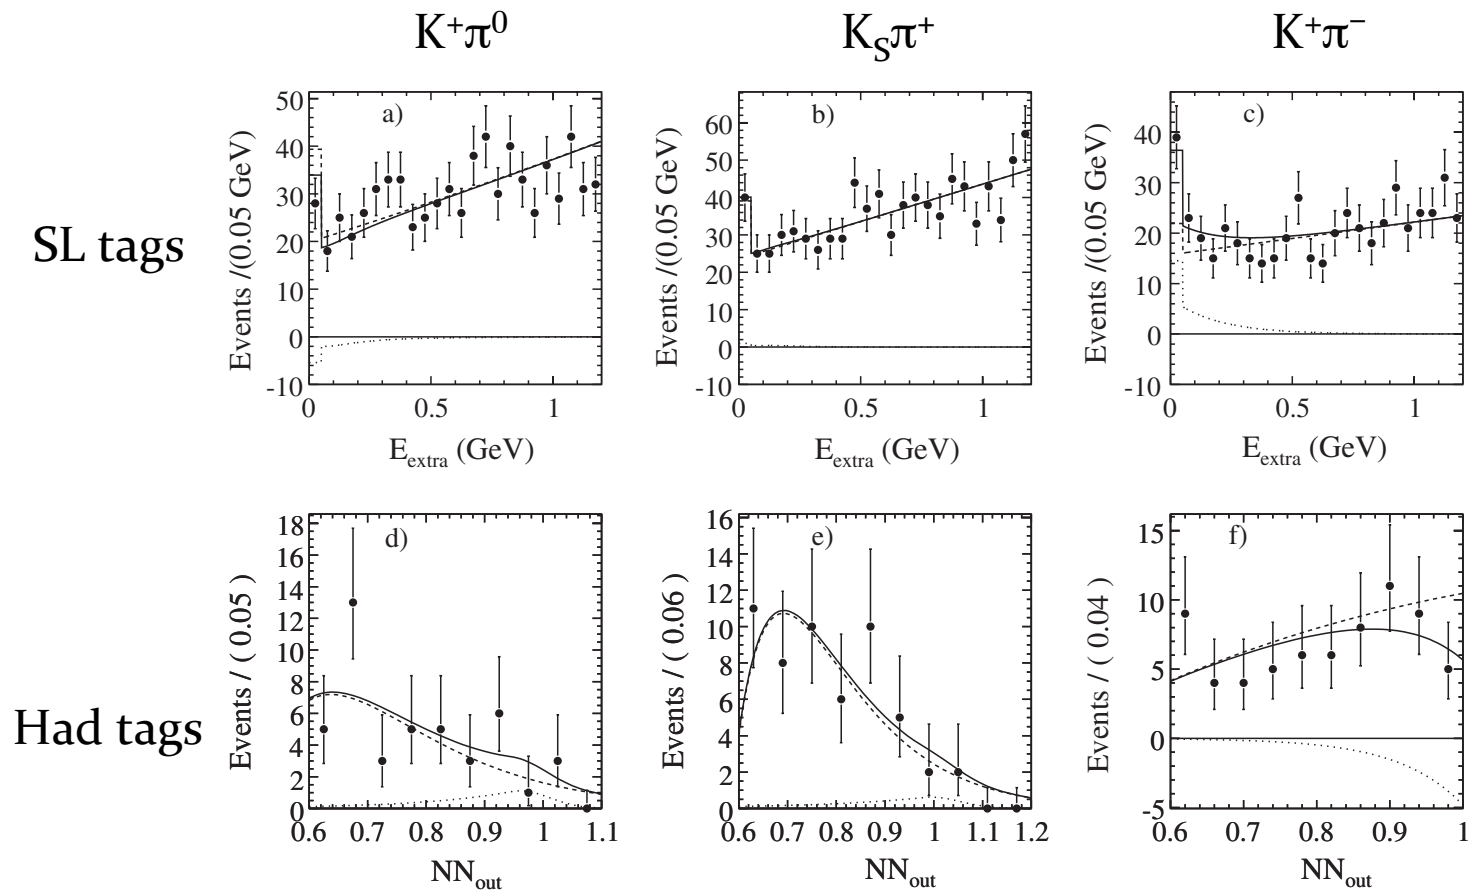 K⁺π⁰ K_Sπ⁺ K⁺π⁻
SL tags
a)
Events /(0.05 GeV)
50
40
30
20
10
0
-10
0 0.5 1
E_extra (GeV)
b)
Events /(0.05 GeV)
60
50
40
30
20
10
0
-10
0 0.5 1
E_extra (GeV)
c)
Events /(0.05 GeV)
40
30
20
10
0
-10
0 0.5 1
E_extra (GeV)
Had tags
d)
Events / ( 0.05 )
18
16
14
12
10
8
6
4
2
0
0.6 0.7 0.8 0.9 1 1.1
NN_out
e)
Events / ( 0.06 )
16
14
12
10
8
6
4
2
0
0.6 0.7 0.8 0.9 1 1.1 1.2
NN_out
f)
Events / ( 0.04 )
15
10
5
0
-5
0.6 0.7 0.8 0.9 1
NN_out